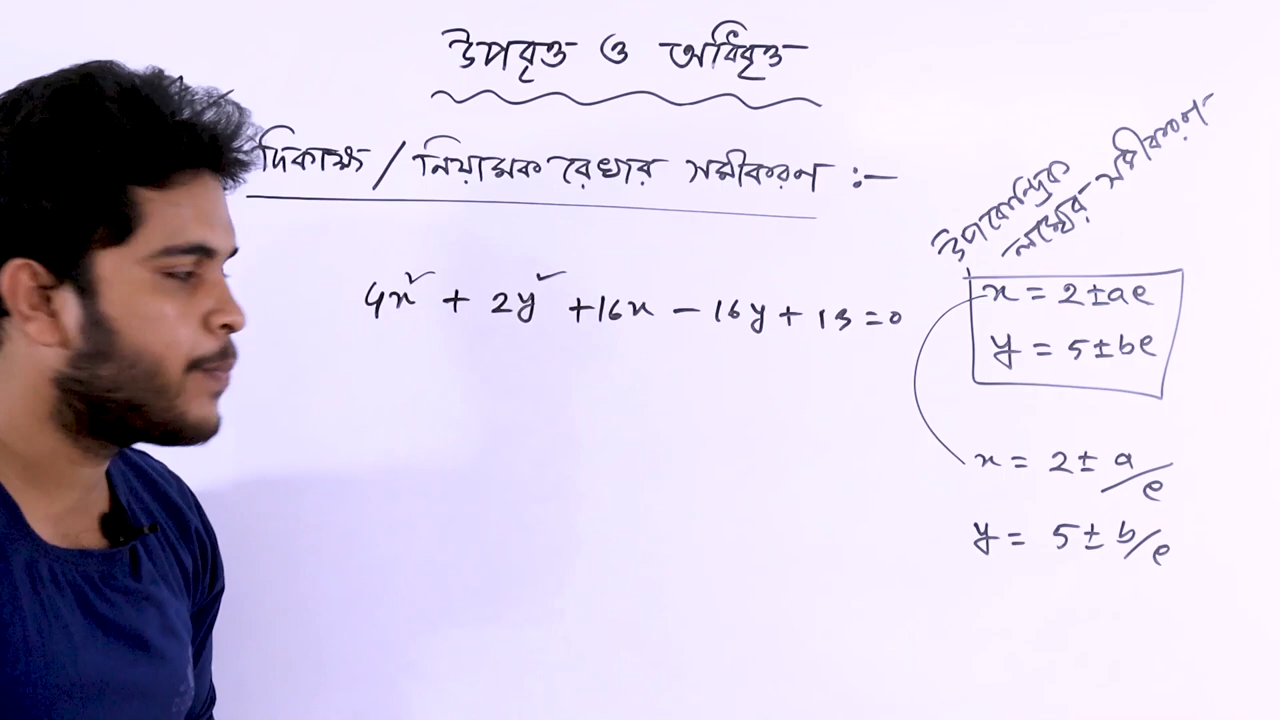 উপবৃত্ত ও অধিবৃত্ত
দিকাক্ষ / নিয়ামক রেখার সমীকরণ :-
4x² + 2y² +16x - 16y + 13 = 0
উপকেন্দ্রিক
লম্বের সমীকরণ
x = 2±ae
y = 5±be
x = 2± a/e
y = 5± b/e